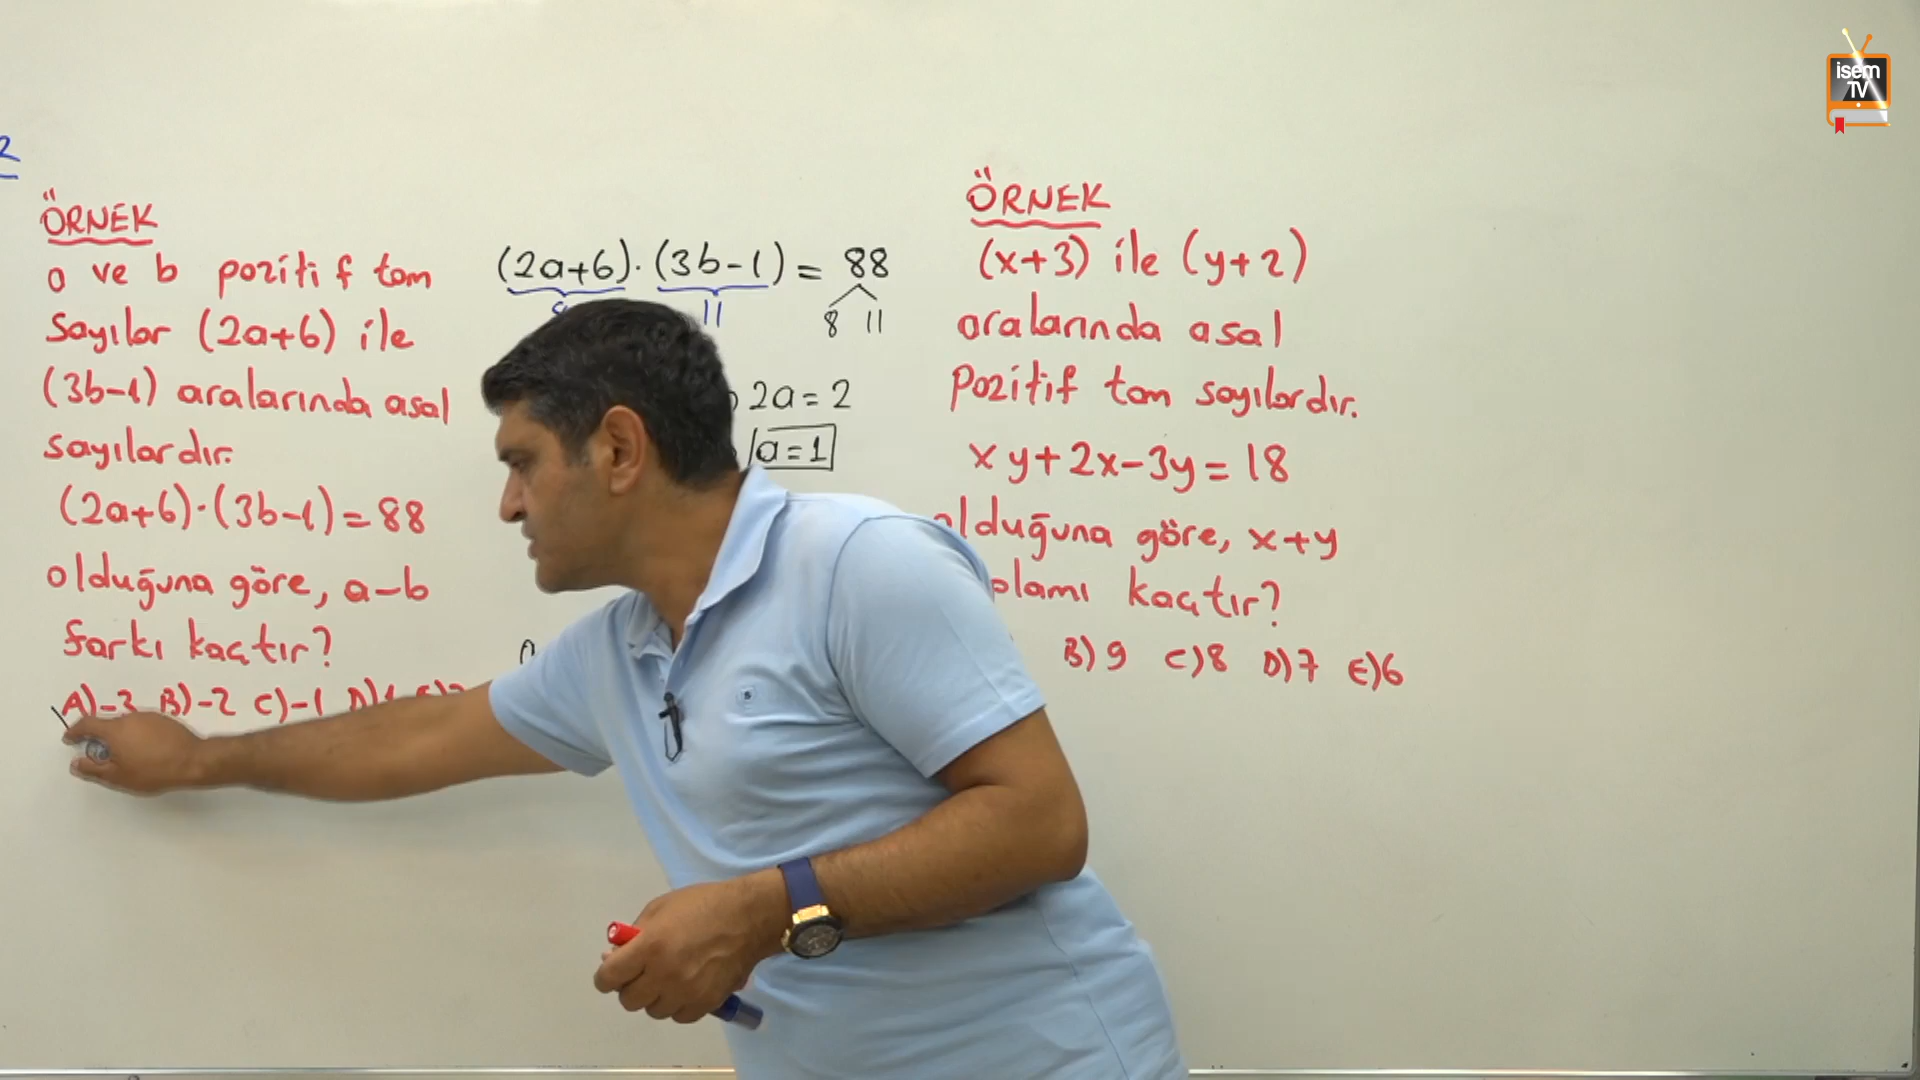 2
ÖRNEK
a ve b pozitif tam
sayılar (2a+6) ile
(3b-1) aralarında asal
sayılardır.
(2a+6)·(3b-1)=88
olduğuna göre, a-b
farkı kaçtır?
A)-3 B)-2 C)-1 D)1
(2a+6)·(3b-1) = 88
11
8 11
2a=2
a=1
ÖRNEK
(x+3) ile (y+2)
aralarında asal
pozitif tam sayılardır.
xy+2x-3y=18
olduğuna göre, x+y
kaçtır?
B)9 C)8 D)7 E)6
isem
TV